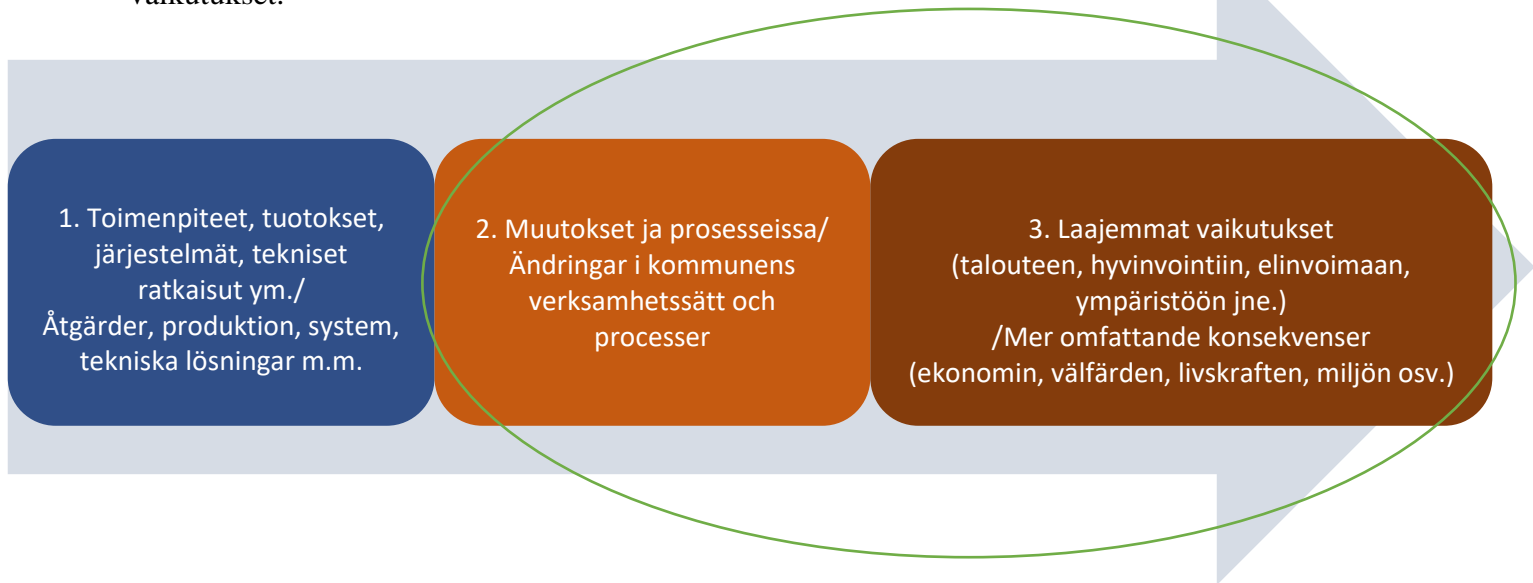 vaikutukset.
1. Toimenpiteet, tuotokset,
järjestelmät, tekniset
ratkaisut ym./
Åtgärder, produktion, system,
tekniska lösningar m.m.
2. Muutokset ja prosesseissa/
Ändringar i kommunens
verksamhetssätt och
processer
3. Laajemmat vaikutukset
(talouteen, hyvinvointiin, elinvoimaan,
ympäristöön jne.)
/Mer omfattande konsekvenser
(ekonomin, välfärden, livskraften, miljön osv.)